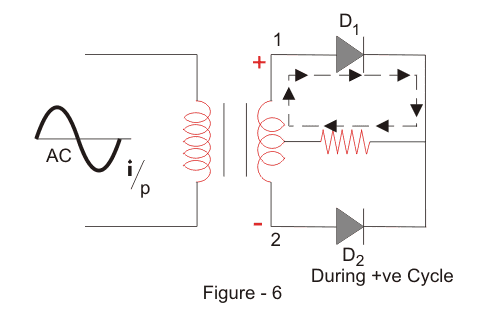 D1
1
+
AC
i/p
-
2
D2
During +ve Cycle
Figure - 6